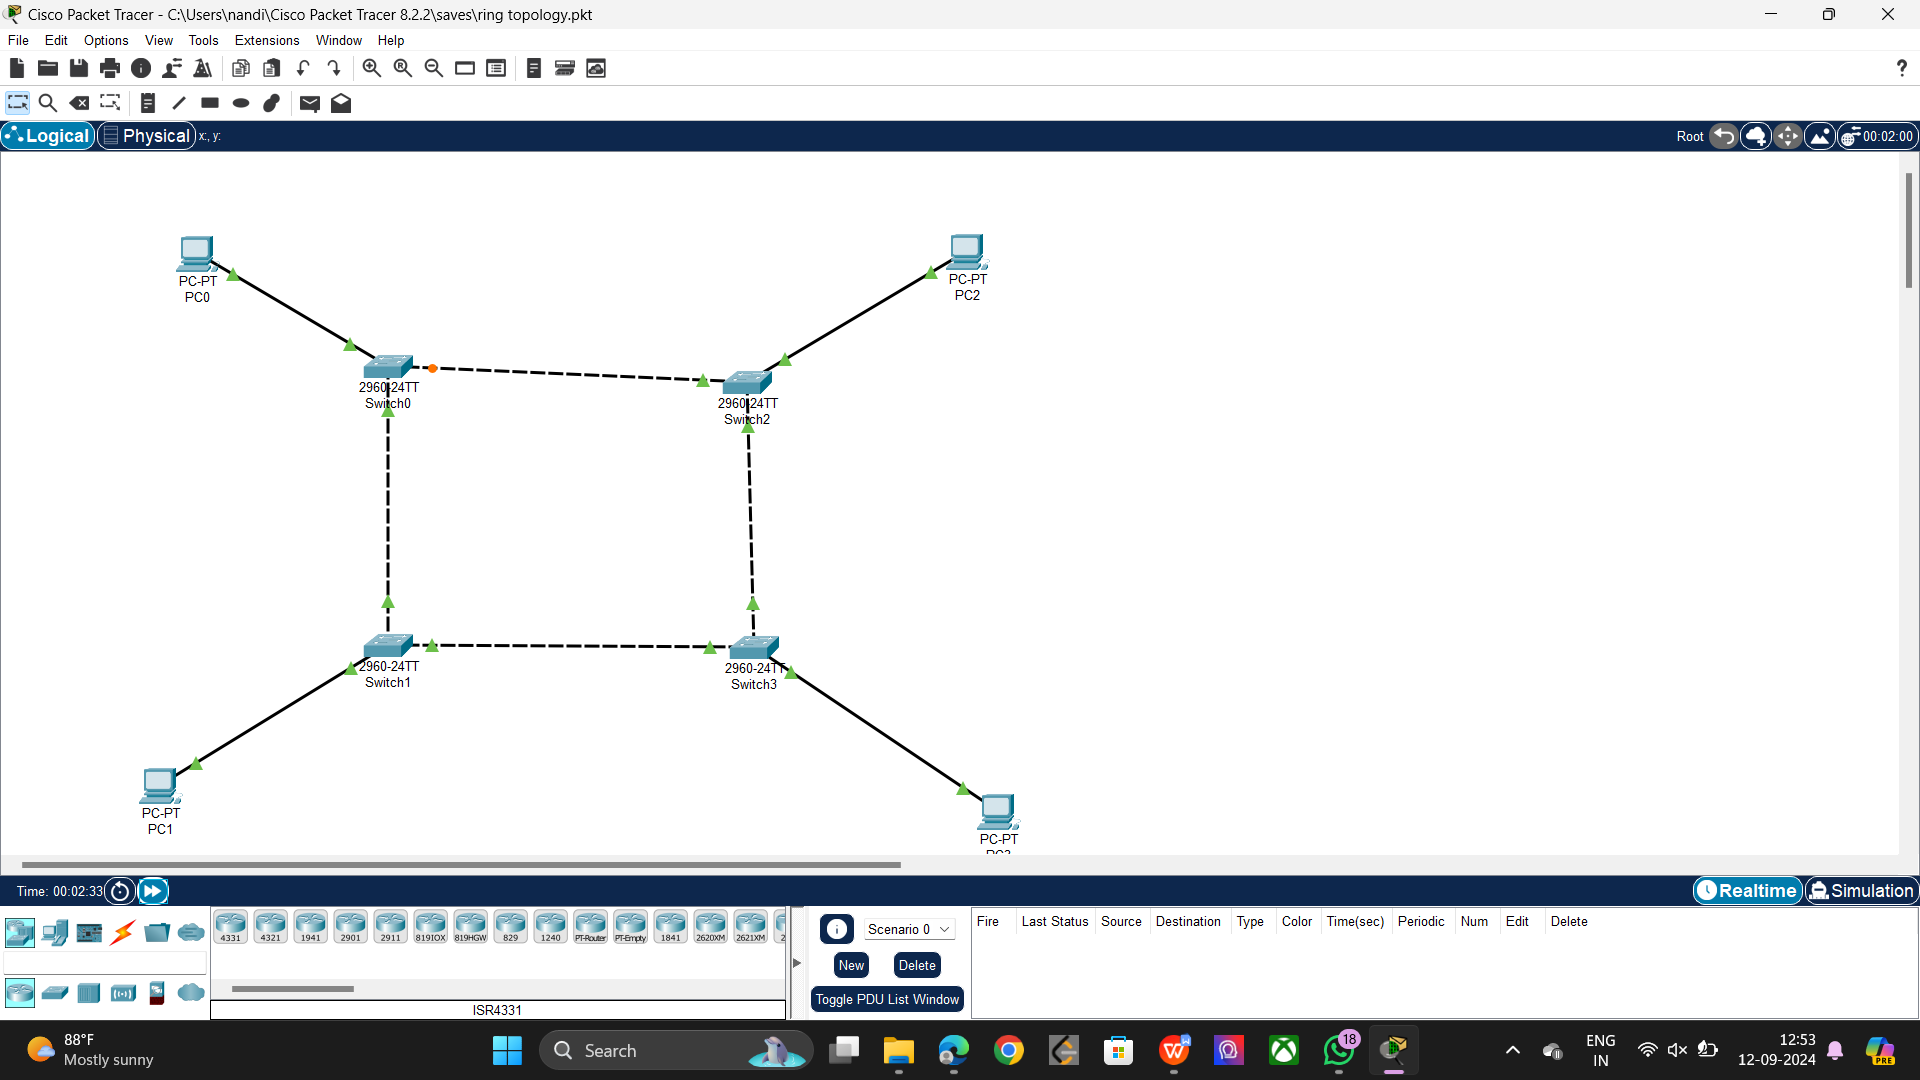 Cisco Packet Tracer - C:\Users\nandi\Cisco Packet Tracer 8.2.2\saves\ring topology.pkt
File Edit Options View Tools Extensions Window Help
?
Logical Physical x:, y: Root 00:02:00
PC-PT
PC0
PC-PT
PC2
2960-24TT
Switch0
2960-24TT
Switch2
2960-24TT
Switch1
2960-24TT
Switch3
PC-PT
PC1
PC-PT
PC3
Time: 00:02:33 Realtime Simulation
4331 4321 1941 2901 2911 819IOX 819HGW 829 1240 PT-Router PT-Empty 1841 2620XM 2621XM
ISR4331
Scenario 0
New Delete
Toggle PDU List Window
Fire Last Status Source Destination Type Color Time(sec) Periodic Num Edit Delete
88°F
Mostly sunny
Search
18
ENG
IN
12:53
12-09-2024
PRE